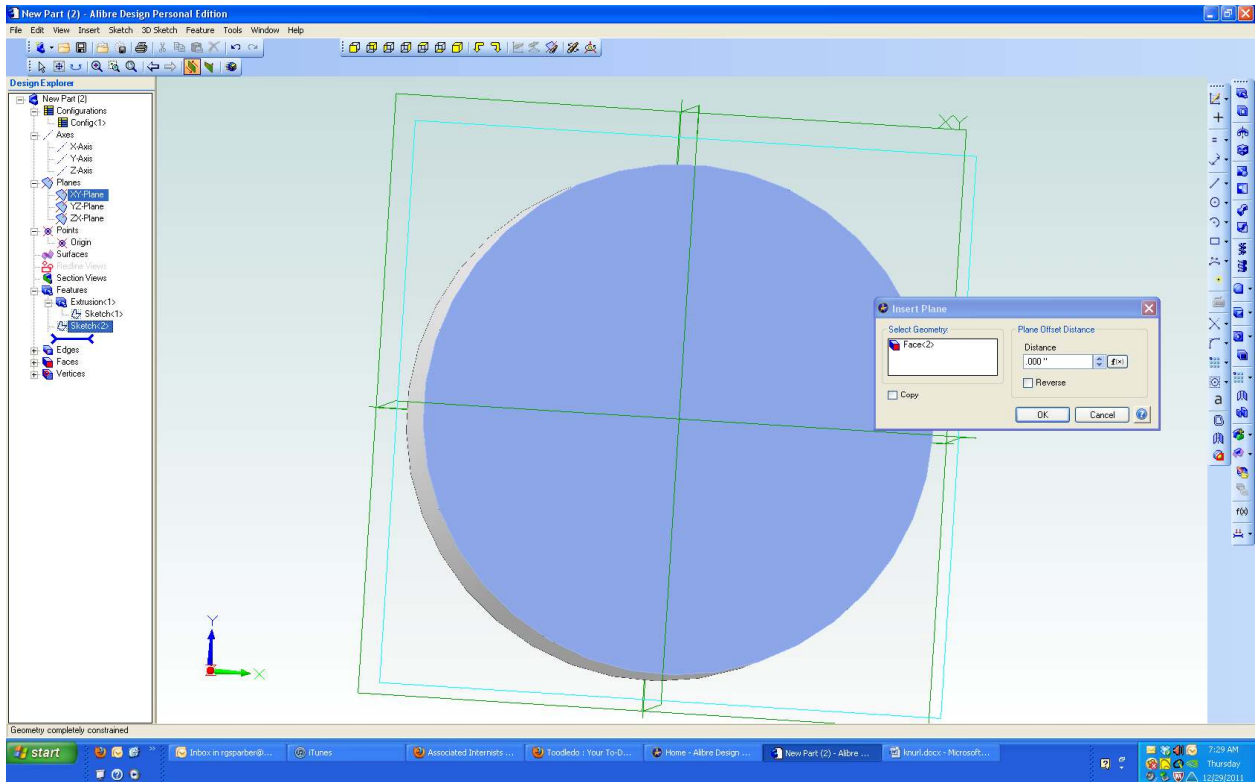 New Part (2) - Alibre Design Personal Edition
File Edit View Insert Sketch 3D Sketch Feature Tools Window Help
Design Explorer
New Part (2)
Configurations
Config<1>
Axes
X-Axis
Y-Axis
Z-Axis
Planes
XY-Plane
YZ-Plane
ZX-Plane
Points
Origin
Surfaces
Redline Views
Section Views
Features
Extrusion<1>
Sketch<1>
Sketch<2>
Edges
Faces
Vertices
XY
Insert Plane
Select Geometry:
Face<2>
Copy
Plane Offset Distance
Distance
.000 "
f(x)
Reverse
OK Cancel
a
f(x)
Y
X
Geometry completely constrained
start
Inbox in rgsparber@...
iTunes
Associated Internists ...
Toodledo : Your To-D...
Home - Alibre Design ...
New Part (2) - Alibre ...
knurl.docx - Microsoft...
7:29 AM
Thursday
12/29/2011